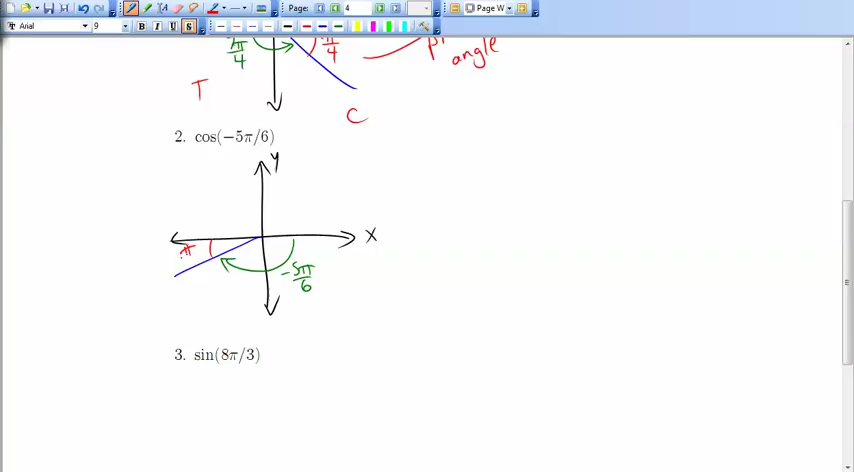 Page: 4 Page W
Arial 9 B I U S
π/4 π/4
angle
T
C
2. cos(−5π/6)
y
x
π
-5π/6
3. sin(8π/3)